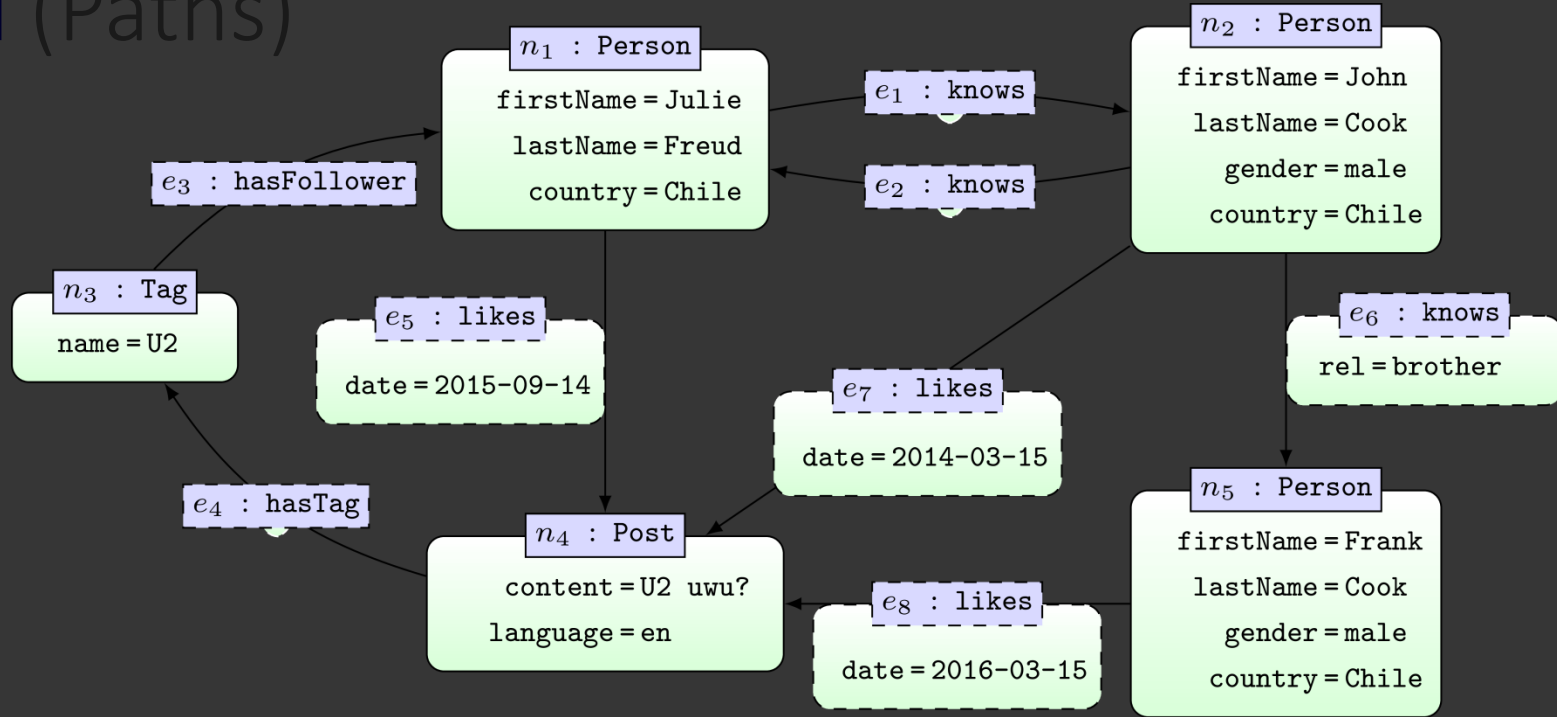 (Paths)
n₁ : Person
firstName = Julie
lastName = Freud
country = Chile
e₁ : knows
e₂ : knows
n₂ : Person
firstName = John
lastName = Cook
gender = male
country = Chile
e₃ : hasFollower
n₃ : Tag
name = U2
e₅ : likes
date = 2015-09-14
e₇ : likes
date = 2014-03-15
e₆ : knows
rel = brother
e₄ : hasTag
n₄ : Post
content = U2 uwu?
language = en
e₈ : likes
date = 2016-03-15
n₅ : Person
firstName = Frank
lastName = Cook
gender = male
country = Chile